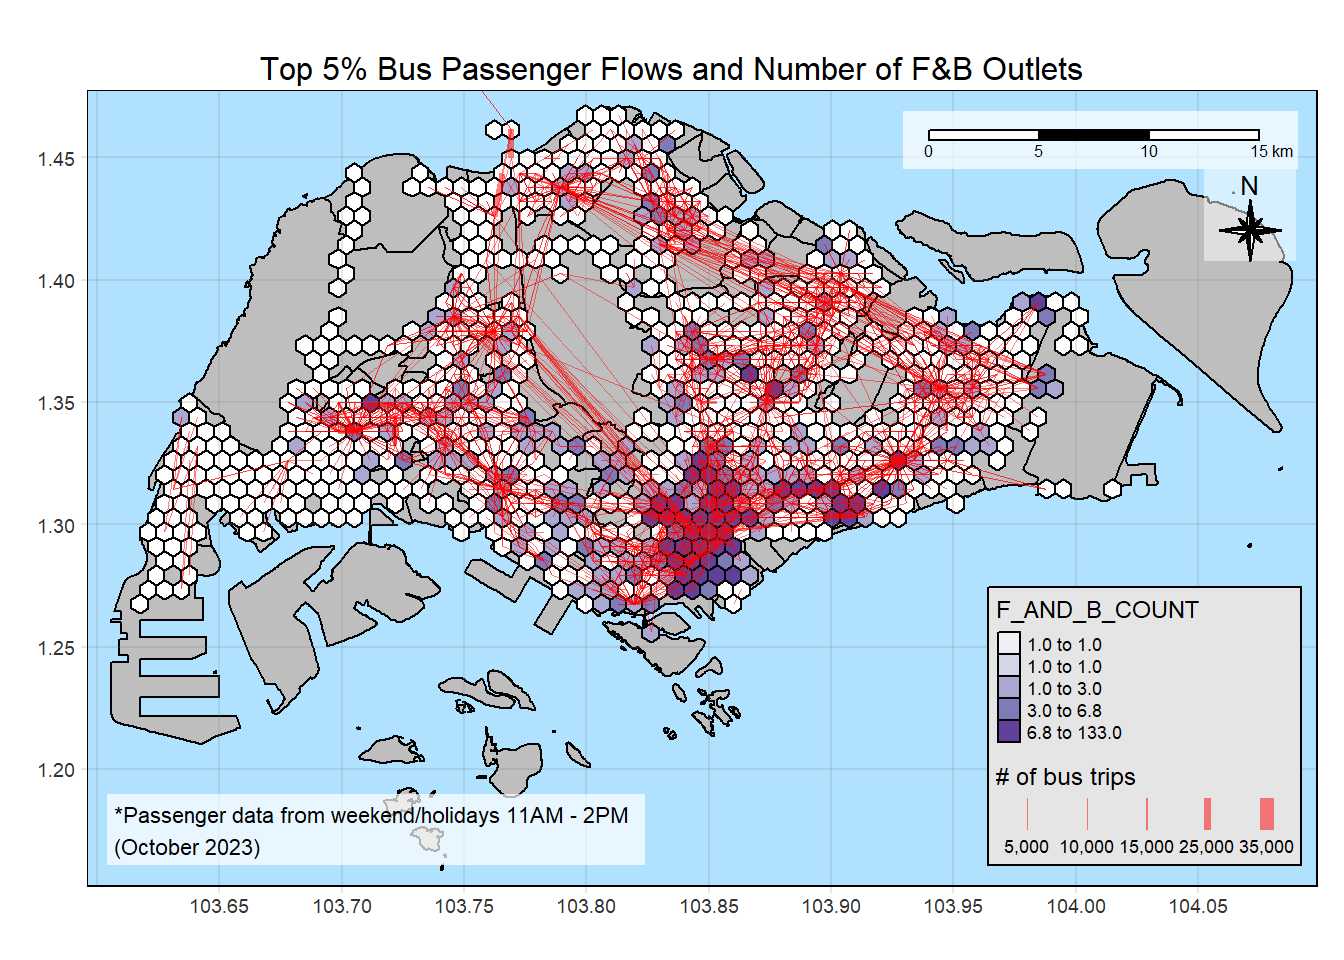 Top 5% Bus Passenger Flows and Number of F&B Outlets
1.45
1.40
1.35
1.30
1.25
1.20
0 5 10 15 km
N
F_AND_B_COUNT
1.0 to 1.0
1.0 to 1.0
1.0 to 3.0
3.0 to 6.8
6.8 to 133.0
# of bus trips
5,000 10,000 15,000 25,000 35,000
*Passenger data from weekend/holidays 11AM - 2PM
(October 2023)
103.65 103.70 103.75 103.80 103.85 103.90 103.95 104.00 104.05